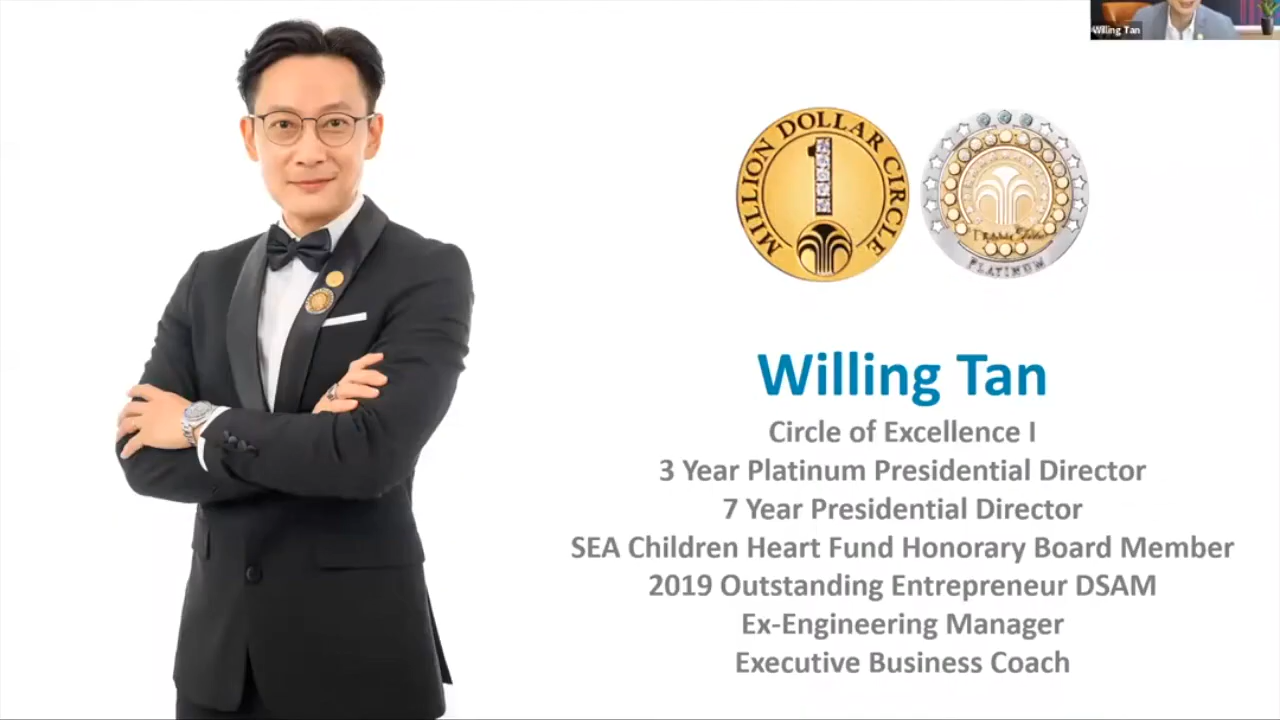 Willing Tan
MILLION DOLLAR CIRCLE
1
PLATINUM
Willing Tan
Circle of Excellence I
3 Year Platinum Presidential Director
7 Year Presidential Director
SEA Children Heart Fund Honorary Board Member
2019 Outstanding Entrepreneur DSAM
Ex-Engineering Manager
Executive Business Coach